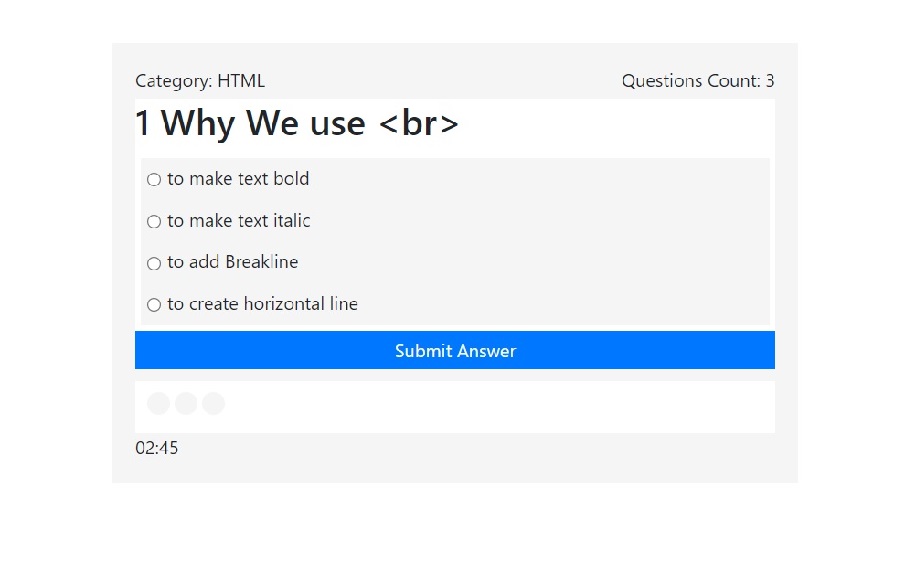 Category: HTML
Questions Count: 3
1 Why We use <br>
to make text bold
to make text italic
to add Breakline
to create horizontal line
Submit Answer
02:45